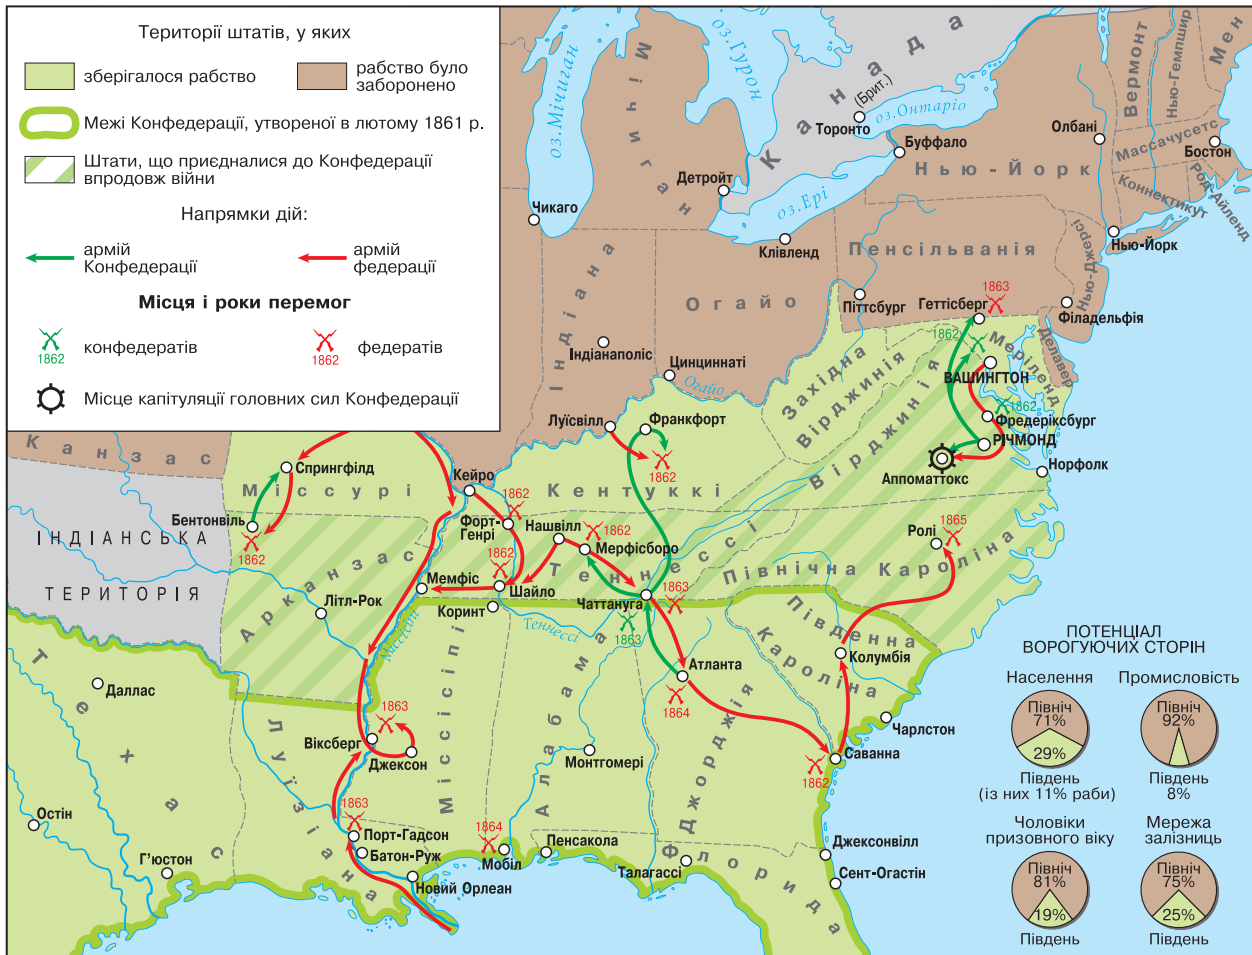 Території штатів, у яких
зберігалося рабство
рабство було
заборонено
Межі Конфедерації, утвореної в лютому 1861 р.
Штати, що приєдналися до Конфедерації
впродовж війни
Напрямки дій:
армій
Конфедерації
армій
федерації
Місця і роки перемог
1862
конфедератів
1862
федератів
Місце капітуляції головних сил Конфедерації
оз.Мічиган
Мічиган
оз.Гурон
Канада
(Брит.)
Торонто
оз.Онтаріо
Буффало
Олбані
Вермонт
Нью-Гемпшир
Мен
Массачусетс
Бостон
Нью-Йорк
Коннектикут
Род-Айленд
Детройт
оз.Ері
Чикаго
Клівленд
Пенсільванія
Нью-Джерсі
Нью-Йорк
Індіана
Огайо
Піттсбург
Геттісберг
1863
Філадельфія
Індіанаполіс
Цинциннаті
Огайо
1862
Меріленд
Делавер
Західна
Вірджинія
Вірджинія
ВАШИНГТОН
1862
Фредеріксбург
РІЧМОНД
Аппоматтокс
Норфолк
Луїсвілл
Франкфорт
1862
Канзас
Спрингфілд
Міссурі
Кейро
Кентуккі
Бентонвіль
1862
ІНДІАНСЬКА
ТЕРИТОРІЯ
1862
Форт-
Генрі
Нашвілл
1862
Мерфісборо
Теннессі
Ролі
1865
Північна Кароліна
1862
Мемфіс
Шайло
Коринт
Чаттануга
1863
1863
Арканзас
Літл-Рок
Міссісіпі
Теннессі
Південна
Кароліна
Колумбія
Атланта
1864
Техас
Даллас
Луїзіана
1863
Віксберг
Джексон
Міссісіпі
Алабама
Монтгомері
Джорджія
Чарлстон
Саванна
1862
Остін
Г'юстон
1863
Порт-Гадсон
Батон-Руж
Новий Орлеан
1864
Мобіл
Пенсакола
Талагассі
Флорида
Джексонвілл
Сент-Огастін
ПОТЕНЦІАЛ
ВОРОГУЮЧИХ СТОРІН
Населення
Північ
71%
29%
Південь
(із них 11% раби)
Промисловість
Північ
92%
Південь
8%
Чоловіки
призовного віку
Північ
81%
19%
Південь
Мережа
залізниць
Північ
75%
25%
Південь